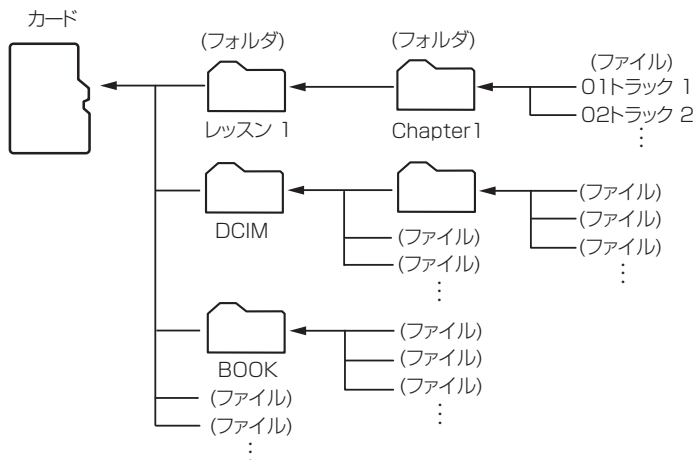 カード
(フォルダ)
(フォルダ)
(ファイル)
01トラック 1
02トラック 2
⋮
レッスン 1
Chapter1
(ファイル)
(ファイル)
(ファイル)
⋮
DCIM
(ファイル)
(ファイル)
⋮
(ファイル)
(ファイル)
(ファイル)
⋮
BOOK
(ファイル)
(ファイル)
⋮